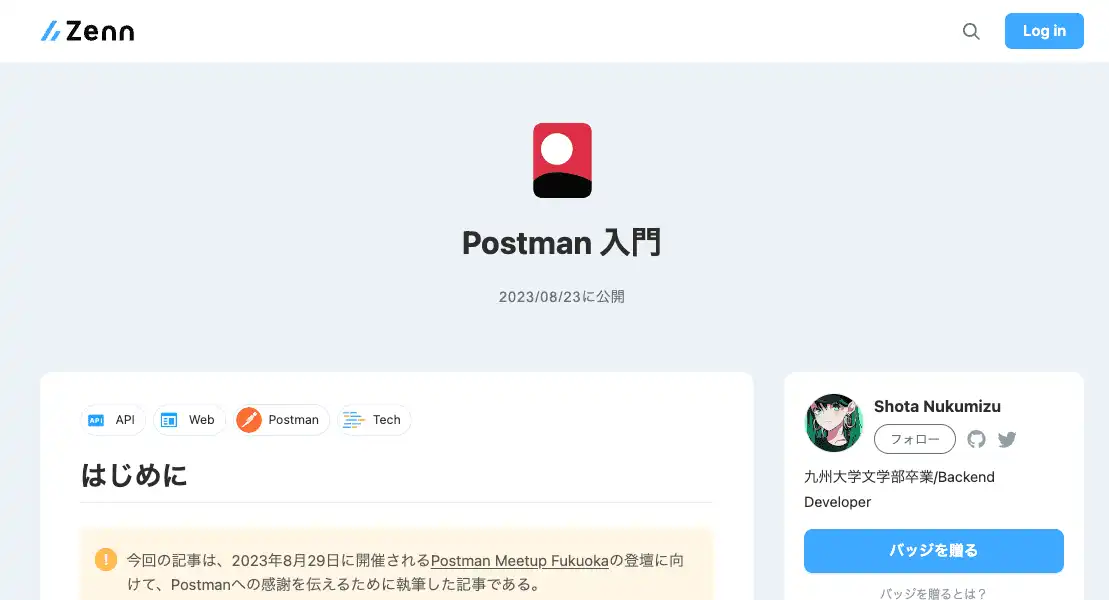 Zenn
Log in
Postman 入門
2023/08/23に公開
API API Web Postman Tech
はじめに
! 今回の記事は、2023年8月29日に開催されるPostman Meetup Fukuokaの登壇に向
けて、Postmanへの感謝を伝えるために執筆した記事である。
Shota Nukumizu
フォロー
九州大学文学部卒業/Backend
Developer
バッジを贈る
バッジを贈るとは？